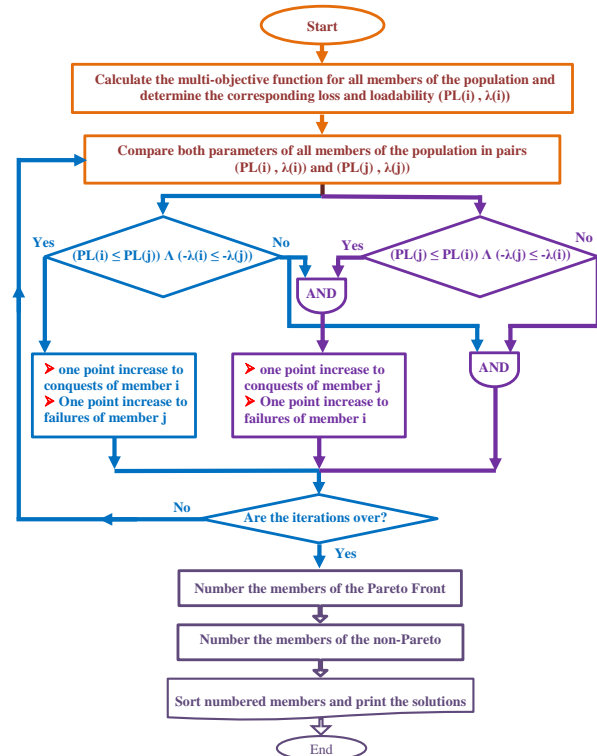 Start
Calculate the multi-objective function for all members of the population and
determine the corresponding loss and loadability (PL(i) , λ(i))
Compare both parameters of all members of the population in pairs
(PL(i) , λ(i)) and (PL(j) , λ(j))
Yes
(PL(i) ≤ PL(j)) Λ (-λ(i) ≤ -λ(j))
No
Yes
(PL(j) ≤ PL(i)) Λ (-λ(j) ≤ -λ(i))
No
AND
AND
➤ one point increase to
conquests of member i
➤ One point increase to
failures of member j
➤ one point increase to
conquests of member j
➤ One point increase to
failures of member i
No
Are the iterations over?
Yes
Number the members of the Pareto Front
Number the members of the non-Pareto
Sort numbered members and print the solutions
End